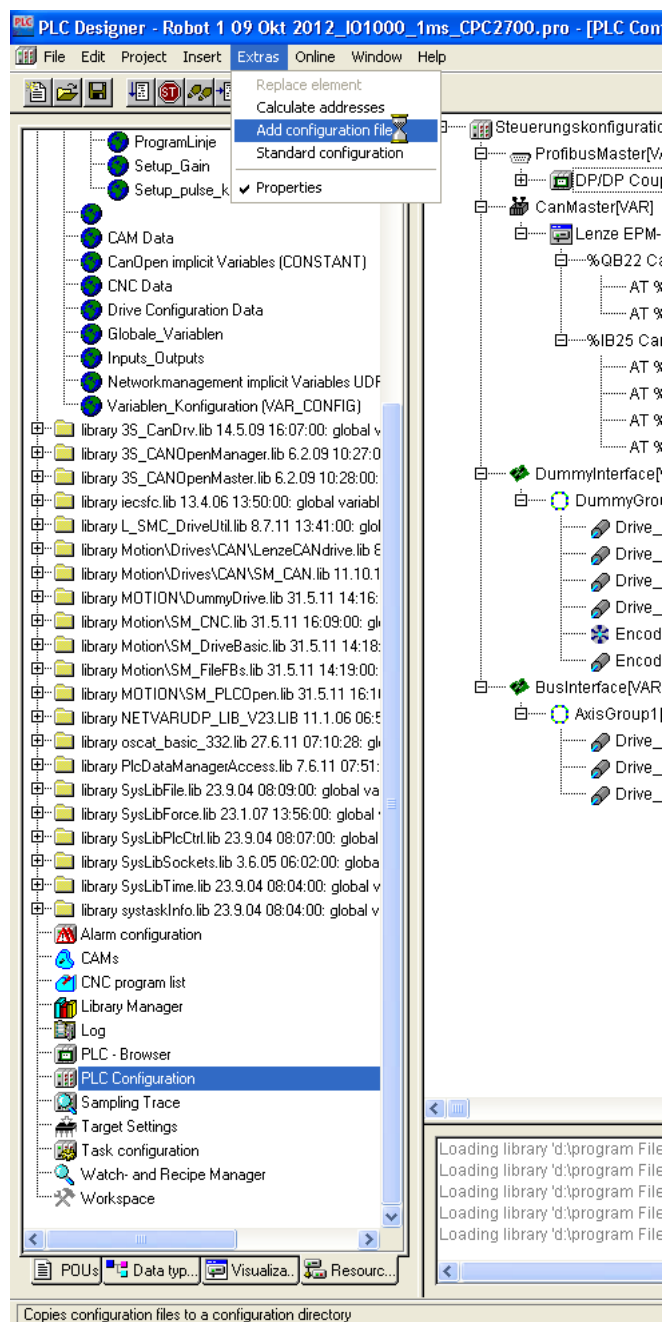 PLC Designer - Robot 1 09 Okt 2012_IO1000_1ms_CPC2700.pro - [PLC Con
File Edit Project Insert Extras Online Window Help
Replace element
Calculate addresses
Add configuration file
Standard configuration
Properties
ProgramLinje
Setup_Gain
Setup_pulse_k
CAM Data
CanOpen implicit Variables (CONSTANT)
CNC Data
Drive Configuration Data
Globale_Variablen
Inputs_Outputs
Networkmanagement implicit Variables UDP
Variablen_Konfiguration (VAR_CONFIG)
library 3S_CanDrv.lib 14.5.09 16:07:00: global v
library 3S_CANOpenManager.lib 6.2.09 10:27:0
library 3S_CANOpenMaster.lib 6.2.09 10:28:00:
library iecsfc.lib 13.4.06 13:50:00: global variabl
library L_SMC_DriveUtil.lib 8.7.11 13:41:00: glo
library Motion\Drives\CAN\LenzeCANdrive.lib 8
library Motion\Drives\CAN\SM_CAN.lib 11.10.1
library MOTION\DummyDrive.lib 31.5.11 14:16:
library Motion\SM_CNC.lib 31.5.11 16:09:00: gl
library Motion\SM_DriveBasic.lib 31.5.11 14:18:
library Motion\SM_FileFBs.lib 31.5.11 14:19:00:
library MOTION\SM_PLCOpen.lib 31.5.11 16:1
library NETVARUDP_LIB_V23.LIB 11.1.06 06:5
library oscat_basic_332.lib 27.6.11 07:10:28: gl
library PlcDataManagerAccess.lib 7.6.11 07:51:
library SysLibFile.lib 23.9.04 08:09:00: global va
library SysLibForce.lib 23.1.07 13:56:00: global
library SysLibPlcCtrl.lib 23.9.04 08:07:00: global
library SysLibSockets.lib 3.6.05 06:02:00: globa
library SysLibTime.lib 23.9.04 08:04:00: global v
library systaskInfo.lib 23.9.04 08:04:00: global v
Alarm configuration
CAMs
CNC program list
Library Manager
Log
PLC - Browser
PLC Configuration
Sampling Trace
Target Settings
Task configuration
Watch- and Recipe Manager
Workspace
POUs Data typ... Visualiza.. Resourc...
Steuerungskonfiguratio
ProfibusMaster[VA
DP/DP Coup
CanMaster[VAR]
Lenze EPM-
%QB22 Ca
AT %
AT %
%IB25 Can
AT %
AT %
AT %
AT %
DummyInterface[V
DummyGrou
Drive_
Drive_
Drive_
Drive_
Encod
Encod
BusInterface[VAR
AxisGroup1[
Drive_
Drive_
Drive_
Loading library 'd:\program File
Loading library 'd:\program File
Loading library 'd:\program File
Loading library 'd:\program File
Loading library 'd:\program File
Copies configuration files to a configuration directory